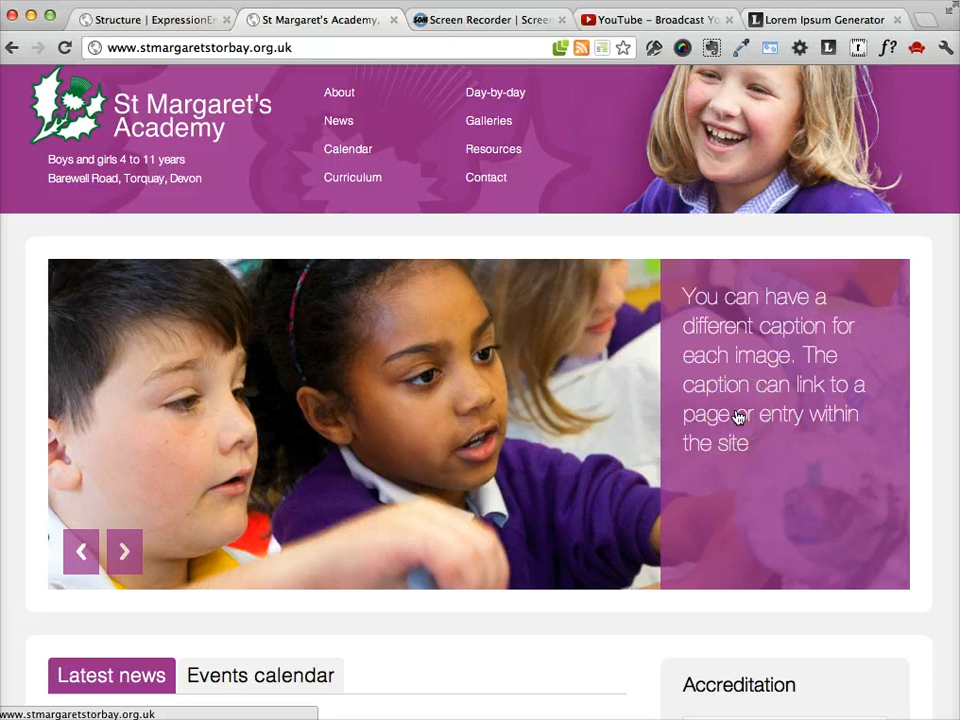 Structure | ExpressionEn
St Margaret's Academy,
Screen Recorder | Screen
YouTube - Broadcast Yo
Lorem Ipsum Generator
www.stmargaretstorbay.org.uk
St Margaret's
Academy
Boys and girls 4 to 11 years
Barewell Road, Torquay, Devon
About
News
Calendar
Curriculum
Day-by-day
Galleries
Resources
Contact
You can have a
different caption for
each image. The
caption can link to a
page or entry within
the site
Latest news
Events calendar
Accreditation
www.stmargaretstorbay.org.uk